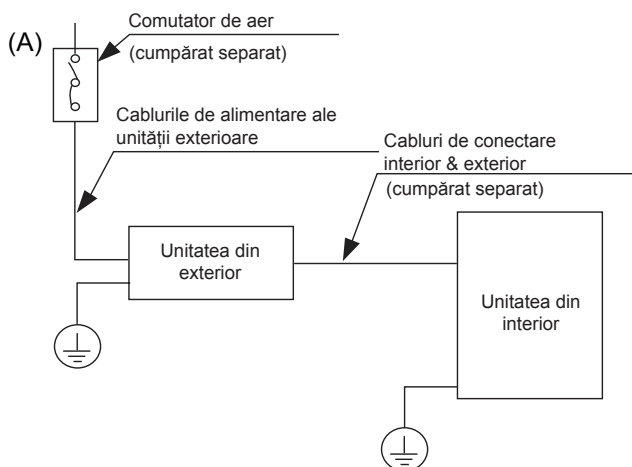 (A)
Comutator de aer
(cumpărat separat)
Cablurile de alimentare ale
unității exterioare
Cabluri de conectare
interior & exterior
(cumpărat separat)
Unitatea din
exterior
Unitatea din
interior